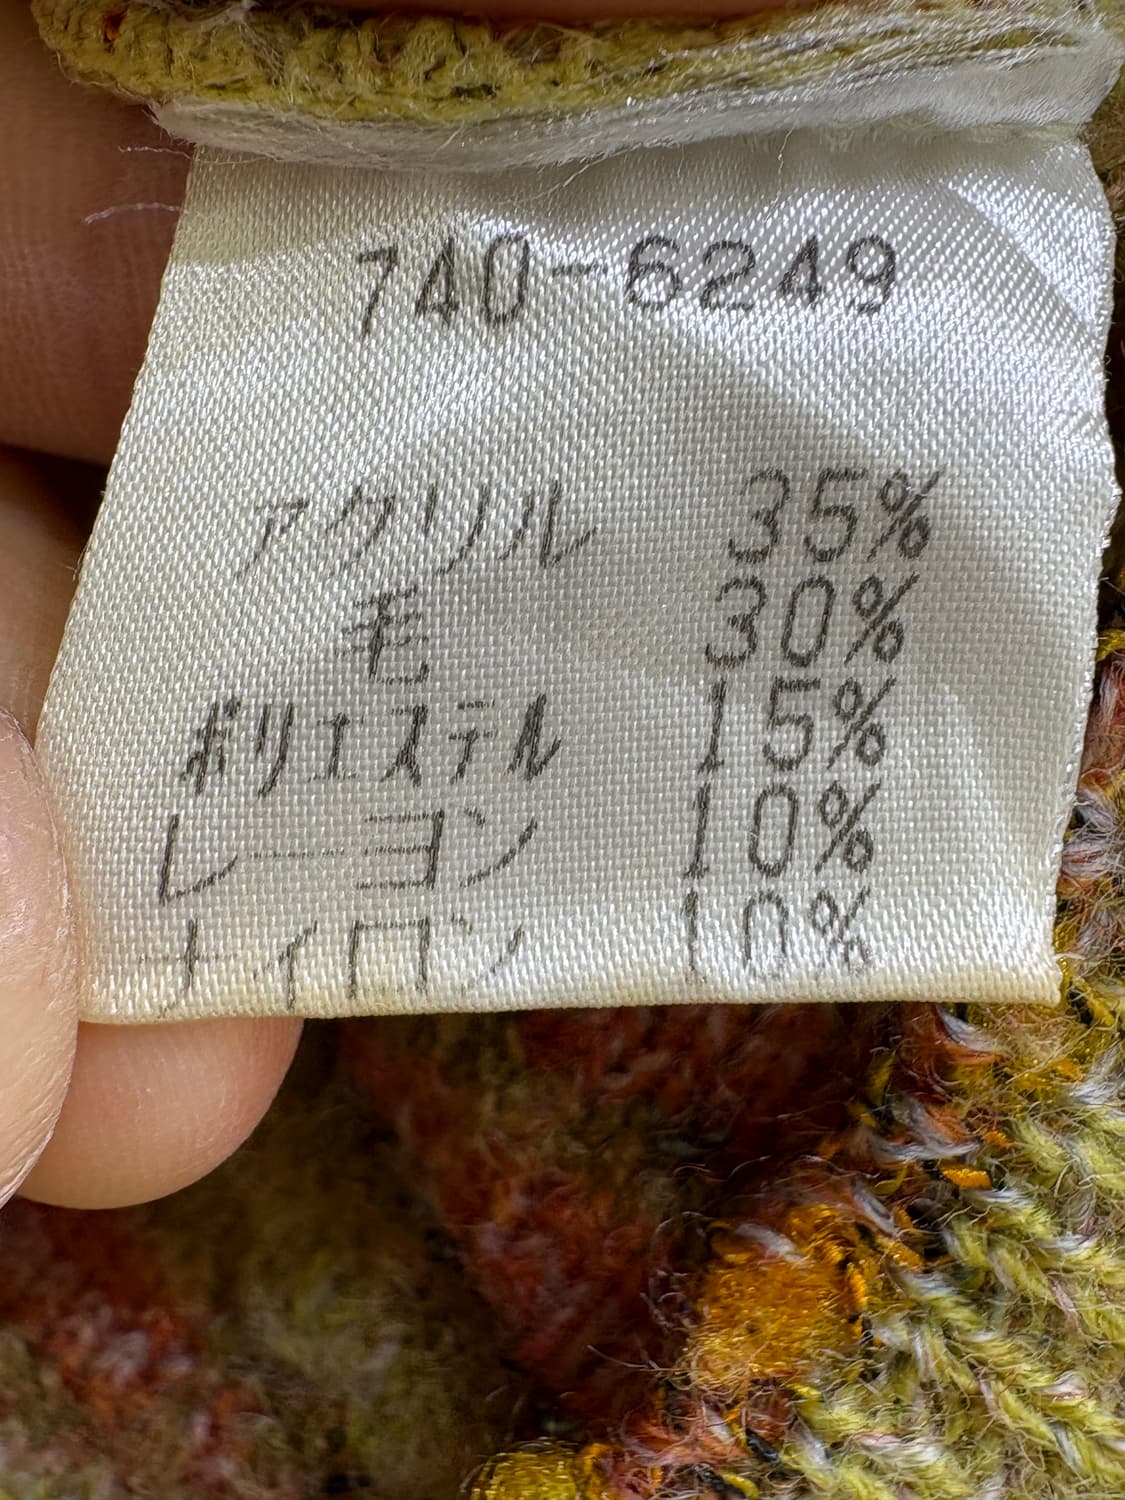 740-6249
アクリル 35%
毛 30%
ポリエステル 15%
レーヨン 10%
ナイロン 10%